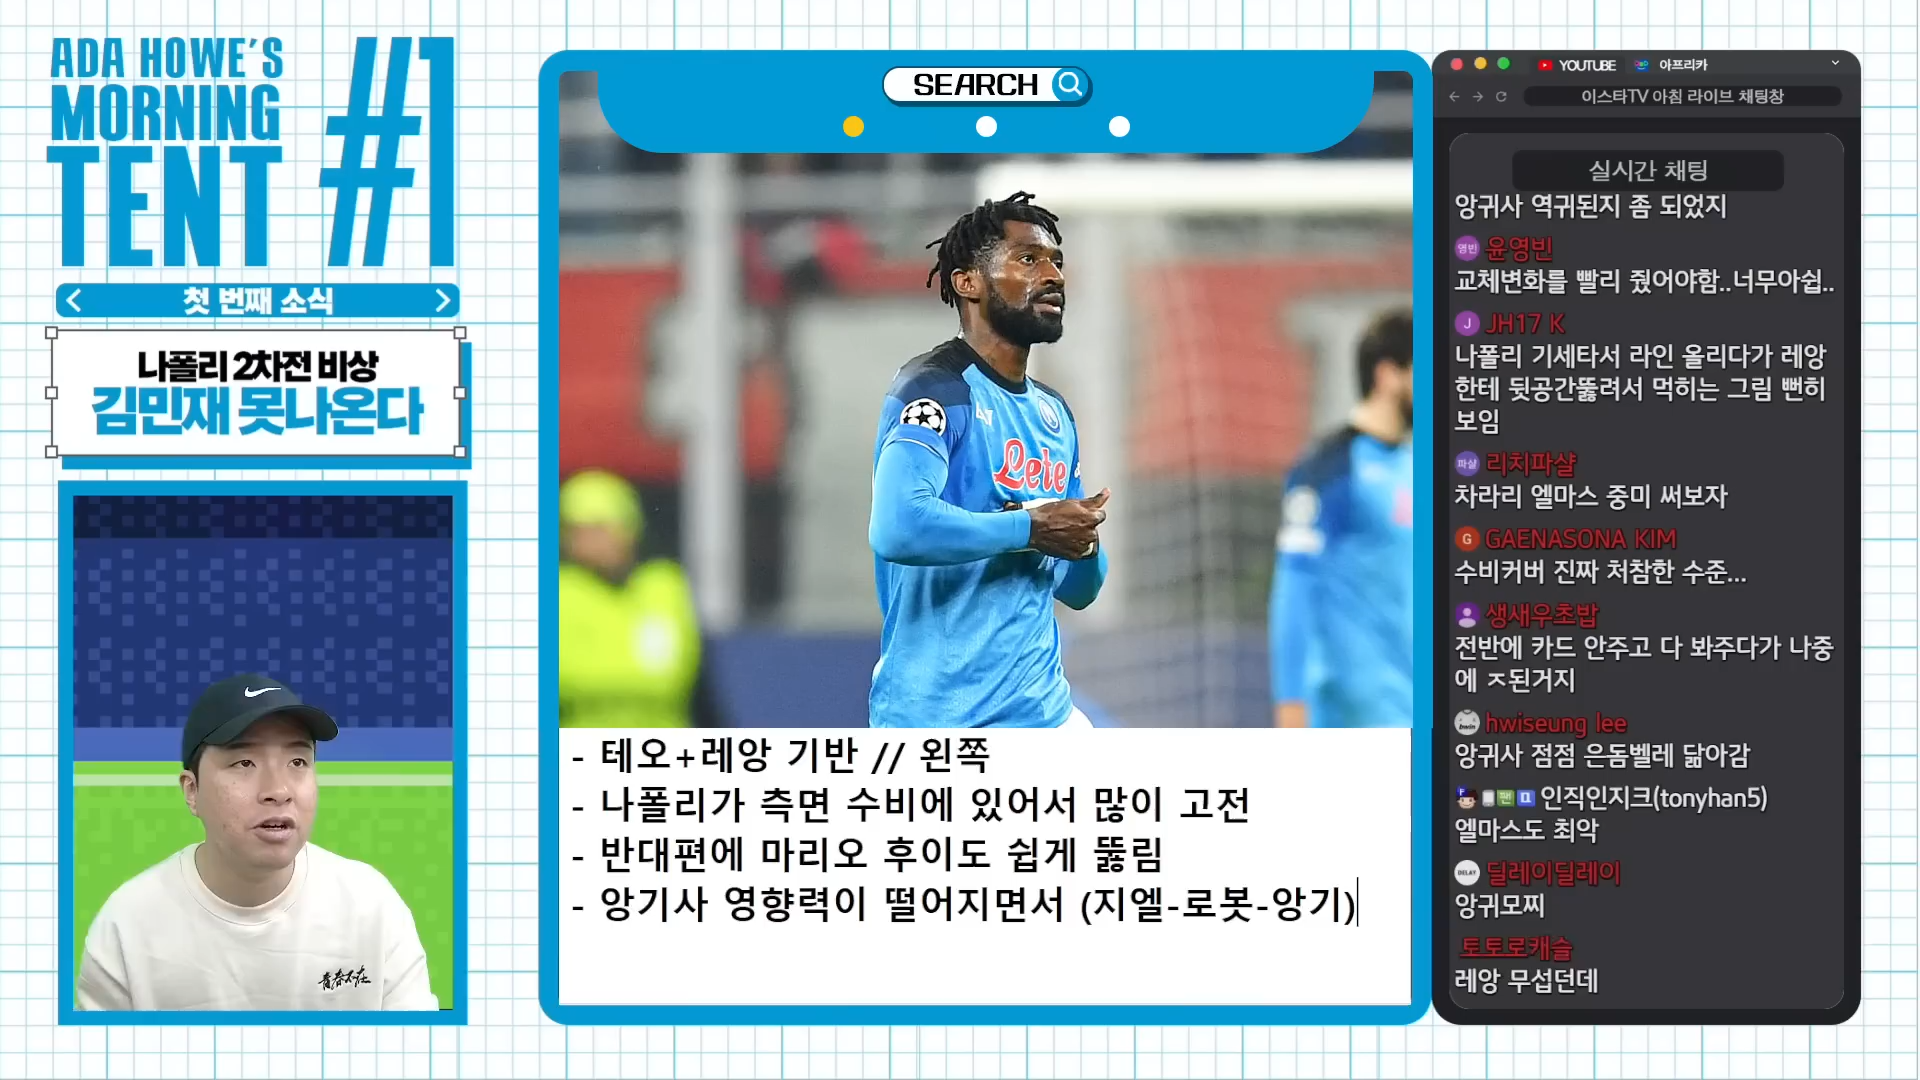 ADA HOWE'S
MORNING
TENT
#1
첫 번째 소식
나폴리 2차전 비상
김민재 못나온다
靑春不在
SEARCH
Lete
- 테오+레앙 기반 // 왼쪽
- 나폴리가 측면 수비에 있어서 많이 고전
- 반대편에 마리오 후이도 쉽게 뚫림
- 앙기사 영향력이 떨어지면서 (지엘-로봇-앙기)
YOUTUBE
아프리카
이스타TV 아침 라이브 채팅창
실시간 채팅
앙귀사 역귀된지 좀 되었지
영빈 윤영빈
교체변화를 빨리 줬어야함..너무아쉽..
J JH17 K
나폴리 기세타서 라인 올리다가 레앙
한테 뒷공간뚫려서 먹히는 그림 뻔히
보임
파샬 리치파샬
차라리 엘마스 중미 써보자
G GAENASONA KIM
수비커버 진짜 처참한 수준...
생새우초밥
전반에 카드 안주고 다 봐주다가 나중
에 ㅈ된거지
hwiseung lee
앙귀사 점점 은돔벨레 닮아감
팬 인직인지크(tonyhan5)
엘마스도 최악
DELAY 딜레이딜레이
앙귀모찌
토토로캐슬
레앙 무섭던데